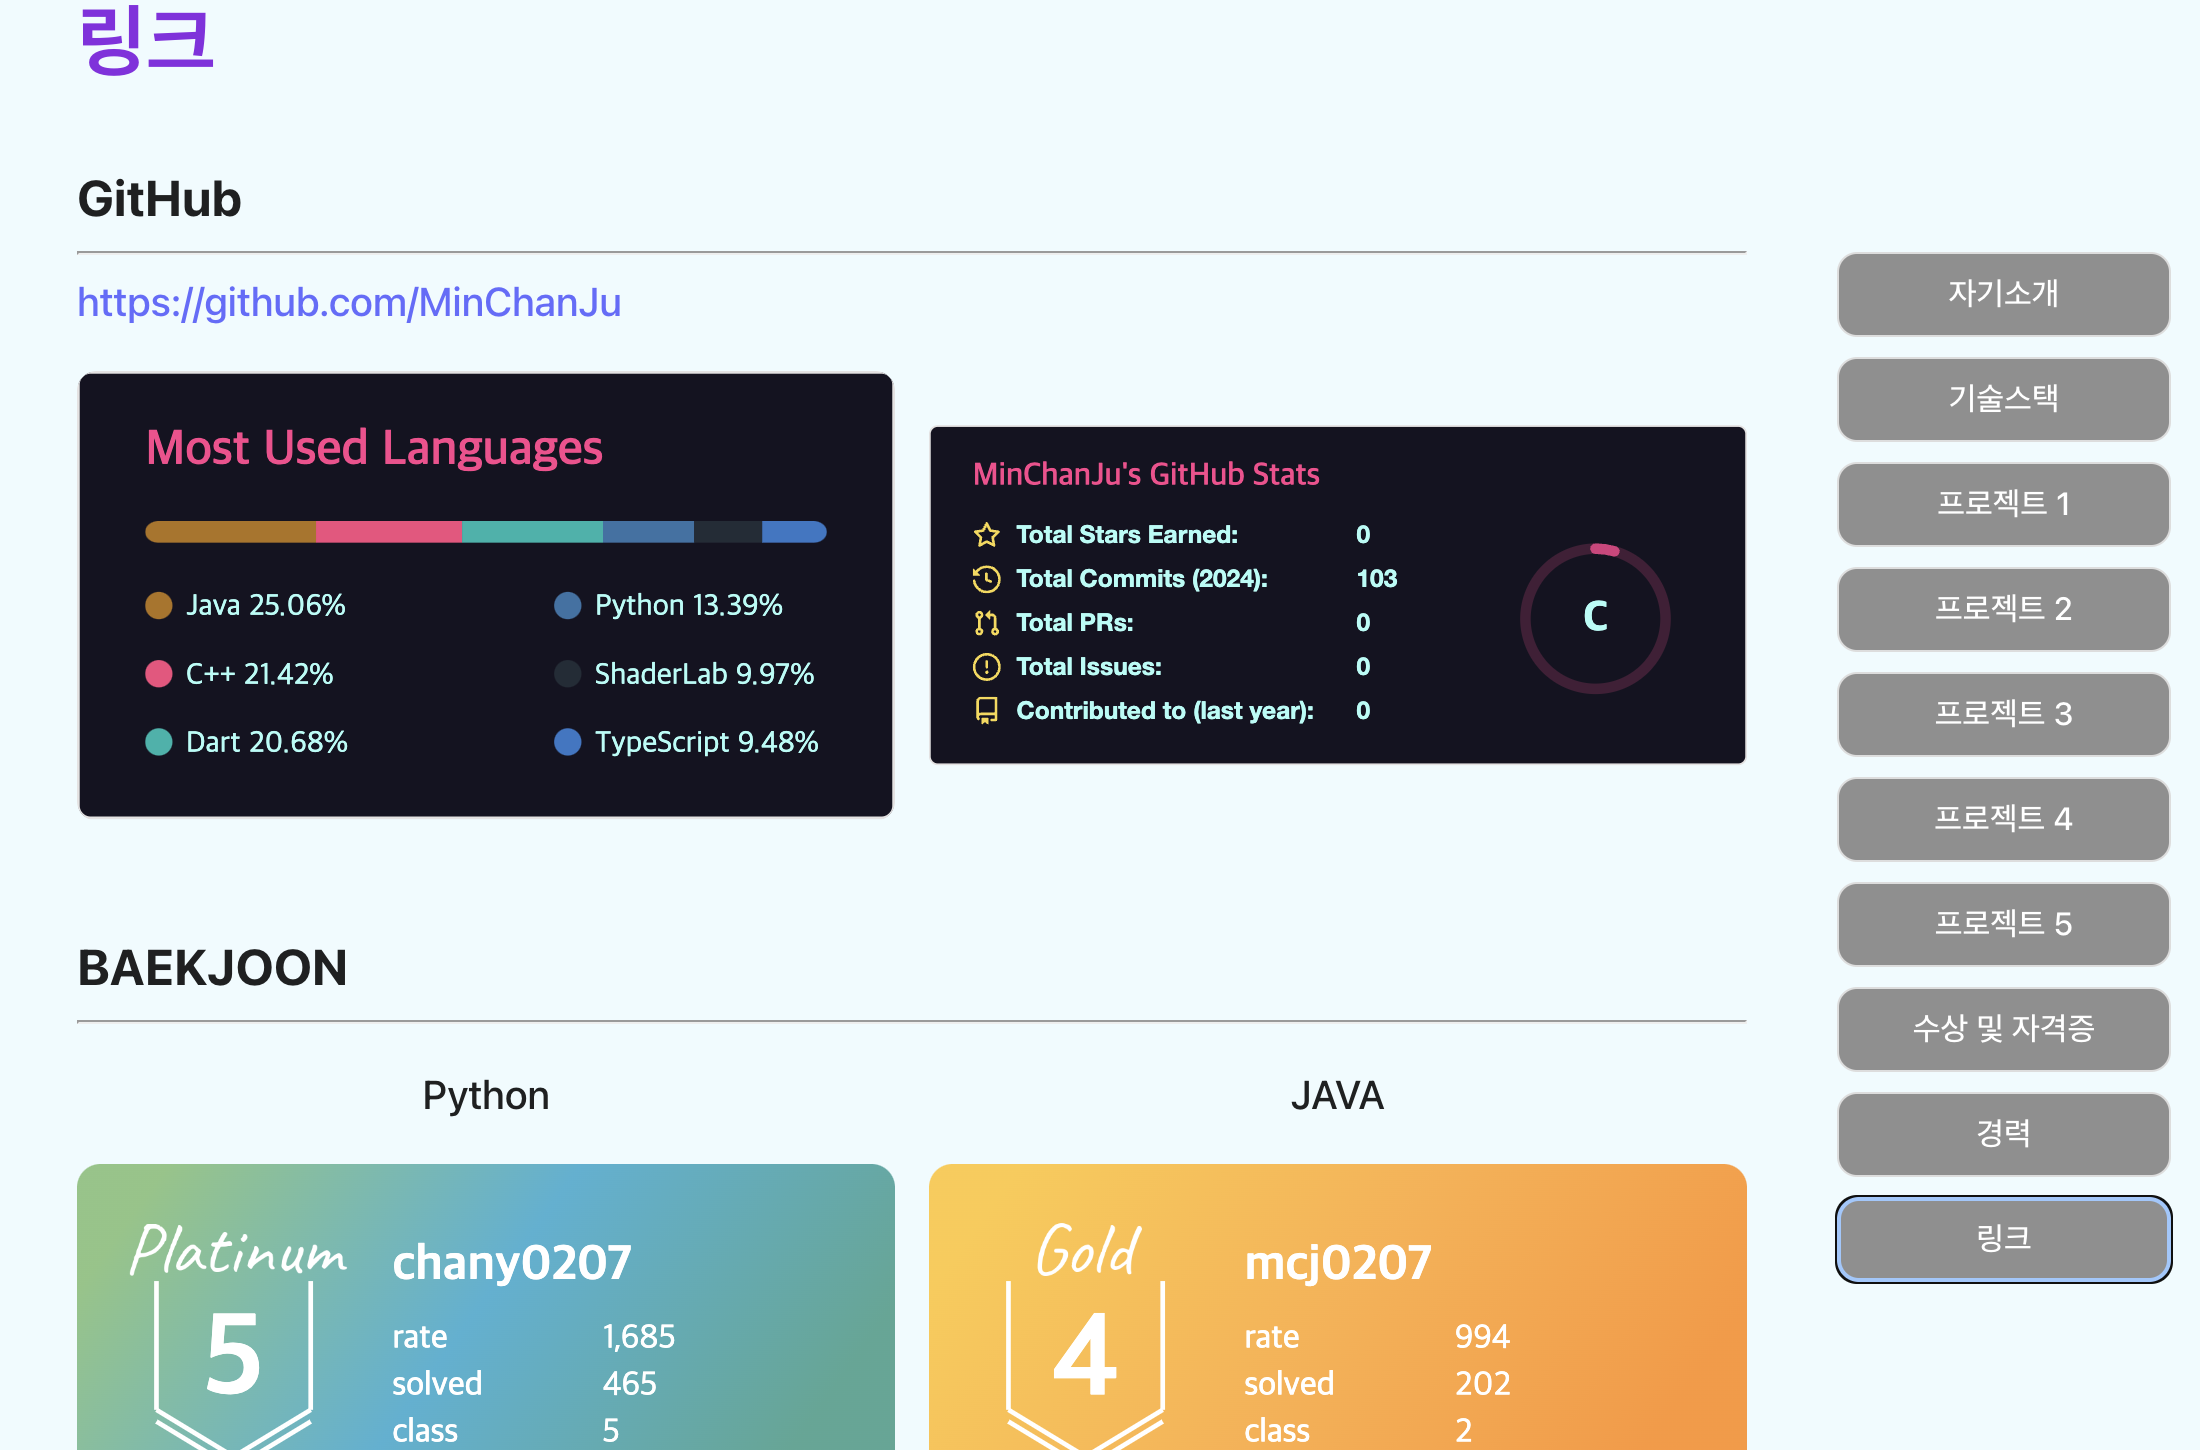 링크
GitHub
https://github.com/MinChanJu
Most Used Languages
Java 25.06%
C++ 21.42%
Dart 20.68%
Python 13.39%
ShaderLab 9.97%
TypeScript 9.48%
MinChanJu's GitHub Stats
Total Stars Earned: 0
Total Commits (2024): 103
Total PRs: 0
Total Issues: 0
Contributed to (last year): 0
C
BAEKJOON
Python
Platinum
5
chany0207
rate 1,685
solved 465
class 5
JAVA
Gold
4
mcj0207
rate 994
solved 202
class 2
자기소개
기술스택
프로젝트 1
프로젝트 2
프로젝트 3
프로젝트 4
프로젝트 5
수상 및 자격증
경력
링크